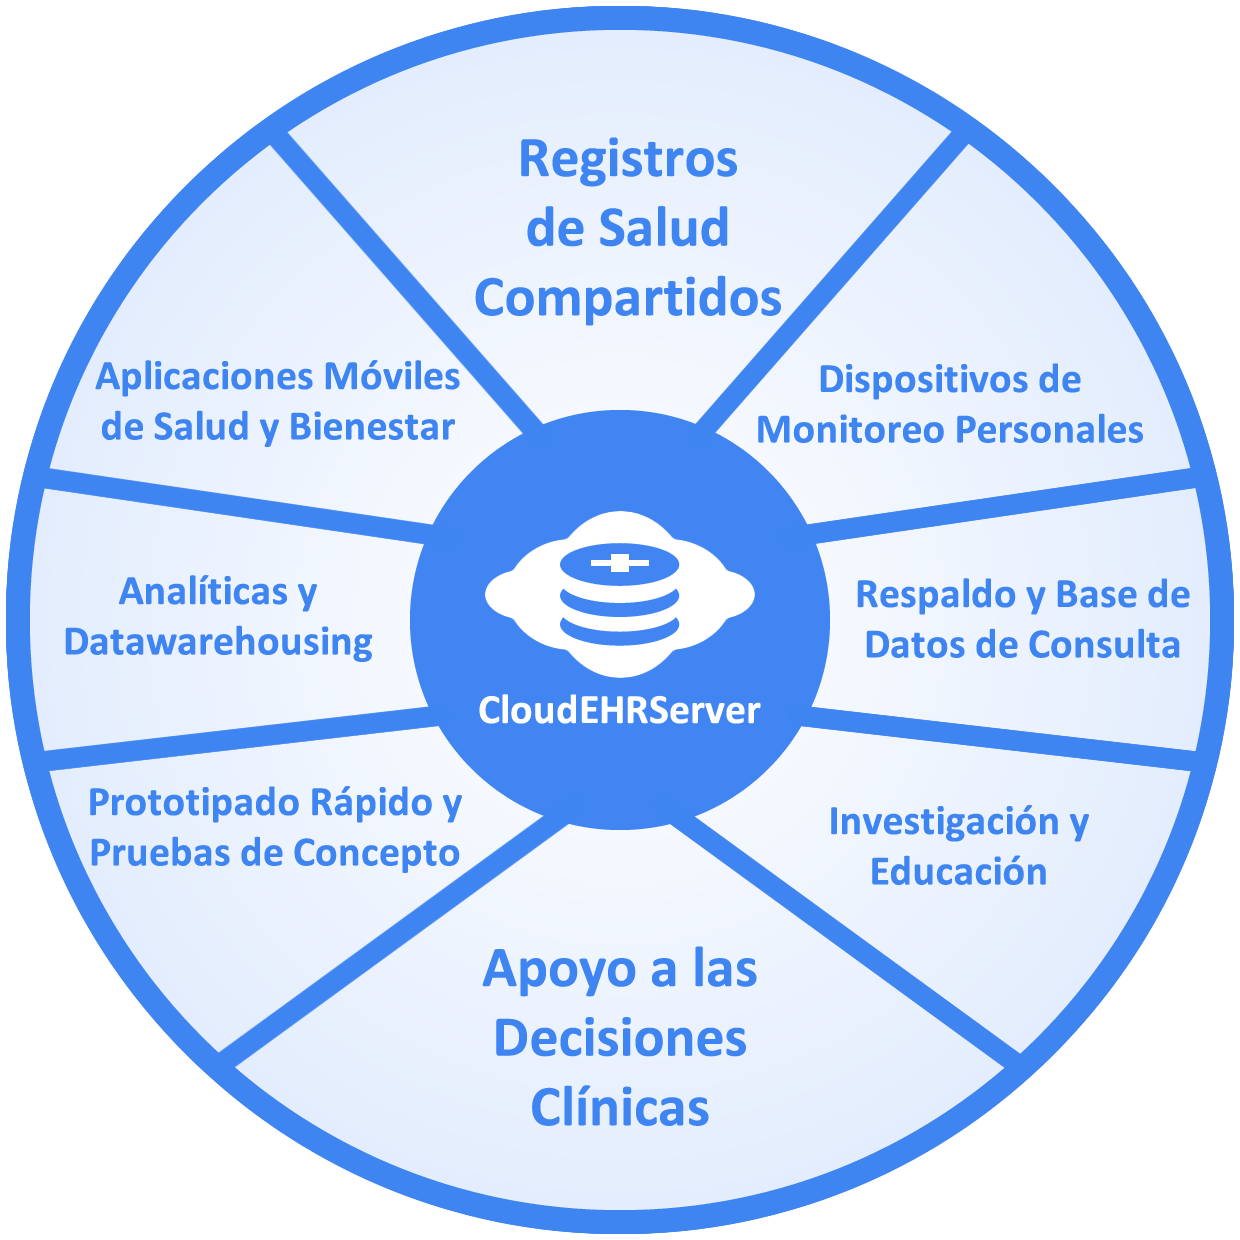 Registros
de Salud
Compartidos
Aplicaciones Móviles
de Salud y Bienestar
Dispositivos de
Monitoreo Personales
Analíticas y
Datawarehousing
CloudEHRServer
Respaldo y Base de
Datos de Consulta
Prototipado Rápido y
Pruebas de Concepto
Investigación y
Educación
Apoyo a las
Decisiones
Clínicas